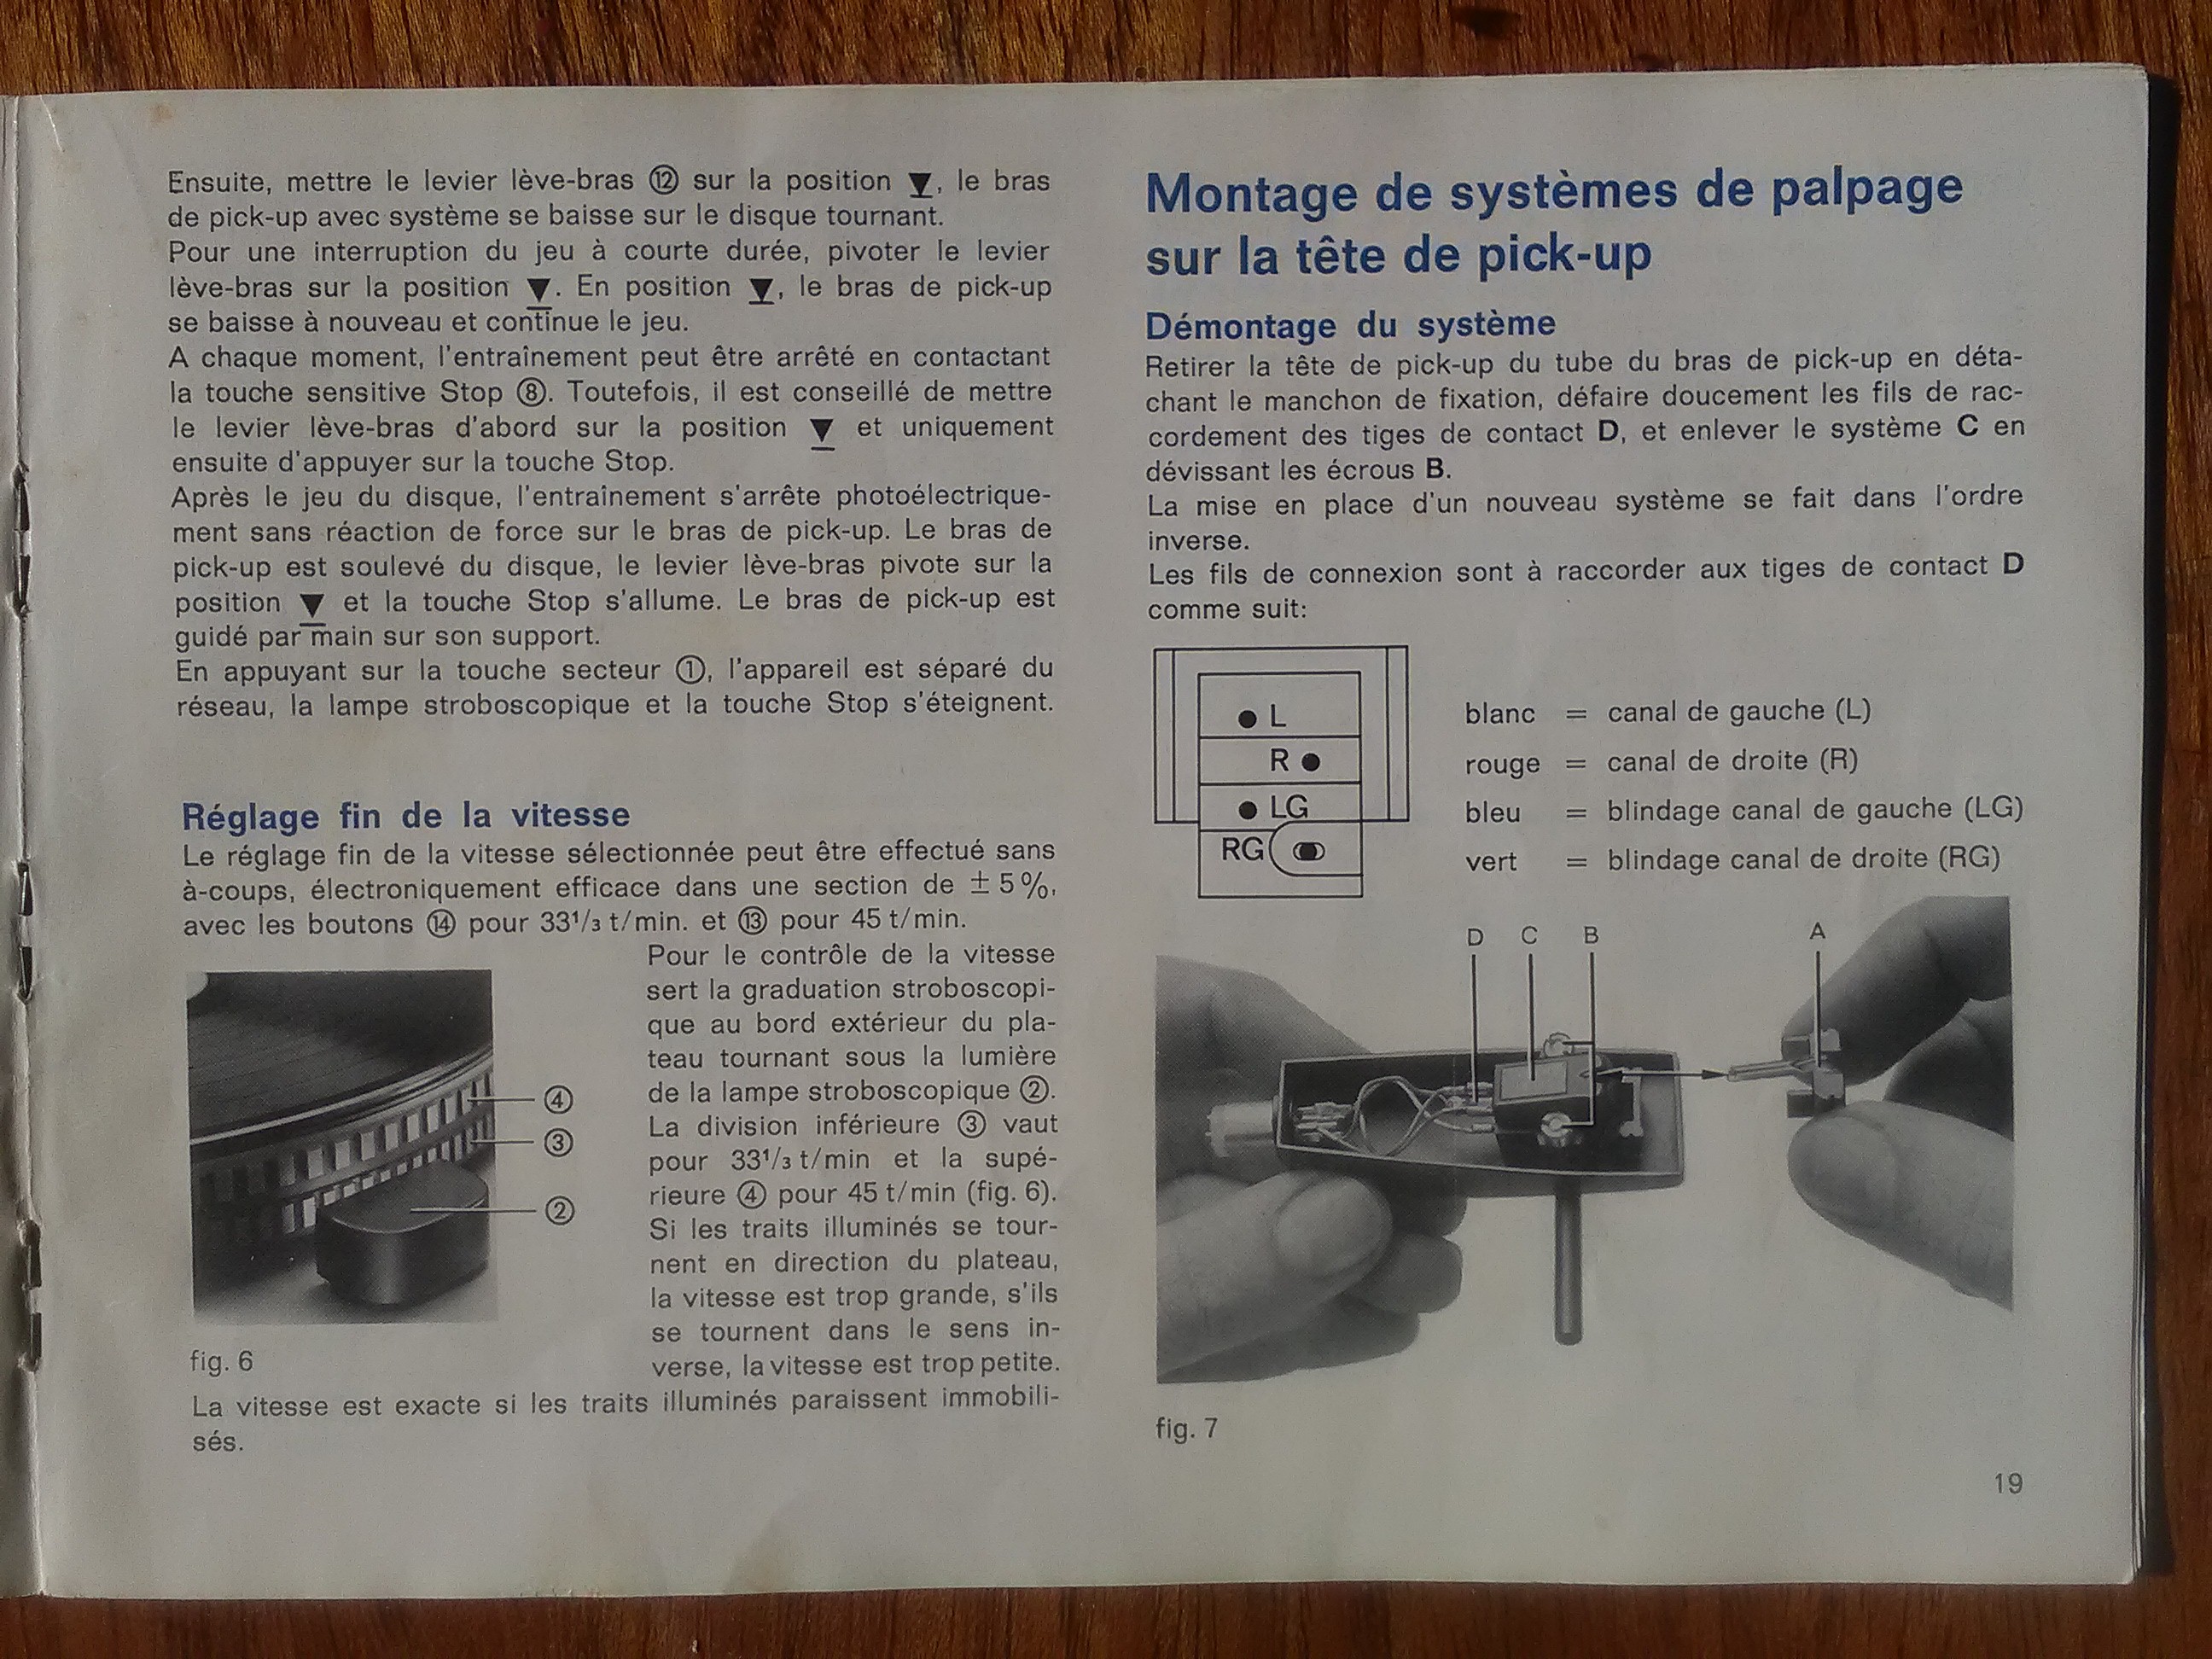 Ensuite, mettre le levier lève-bras ⑫ sur la position ▼, le bras
de pick-up avec système se baisse sur le disque tournant.
Pour une interruption du jeu à courte durée, pivoter le levier
lève-bras sur la position ▼. En position ▼, le bras de pick-up
se baisse à nouveau et continue le jeu.
A chaque moment, l'entraînement peut être arrêté en contactant
la touche sensitive Stop ⑧. Toutefois, il est conseillé de mettre
le levier lève-bras d'abord sur la position ▼ et uniquement
ensuite d'appuyer sur la touche Stop.
Après le jeu du disque, l'entraînement s'arrête photoélectrique-
ment sans réaction de force sur le bras de pick-up. Le bras de
pick-up est soulevé du disque, le levier lève-bras pivote sur la
position ▼ et la touche Stop s'allume. Le bras de pick-up est
guidé par main sur son support.
En appuyant sur la touche secteur ①, l'appareil est séparé du
réseau, la lampe stroboscopique et la touche Stop s'éteignent.
Réglage fin de la vitesse
Le réglage fin de la vitesse sélectionnée peut être effectué sans
à-coups, électroniquement efficace dans une section de ± 5 %,
avec les boutons ⑭ pour 33¹/₃ t/min. et ⑬ pour 45 t/min.
Pour le contrôle de la vitesse
sert la graduation stroboscopi-
que au bord extérieur du pla-
teau tournant sous la lumière
de la lampe stroboscopique ②.
La division inférieure ③ vaut
pour 33¹/₃ t/min et la supé-
rieure ④ pour 45 t/min (fig. 6).
Si les traits illuminés se tour-
nent en direction du plateau,
la vitesse est trop grande, s'ils
se tournent dans le sens in-
verse, la vitesse est trop petite.
④
③
②
fig. 6
La vitesse est exacte si les traits illuminés paraissent immobili-
sés.
Montage de systèmes de palpage
sur la tête de pick-up
Démontage du système
Retirer la tête de pick-up du tube du bras de pick-up en déta-
chant le manchon de fixation, défaire doucement les fils de rac-
cordement des tiges de contact D, et enlever le système C en
dévissant les écrous B.
La mise en place d'un nouveau système se fait dans l'ordre
inverse.
Les fils de connexion sont à raccorder aux tiges de contact D
comme suit:
L
R
LG
RG
blanc = canal de gauche (L)
rouge = canal de droite (R)
bleu = blindage canal de gauche (LG)
vert = blindage canal de droite (RG)
D C B A
fig. 7
19